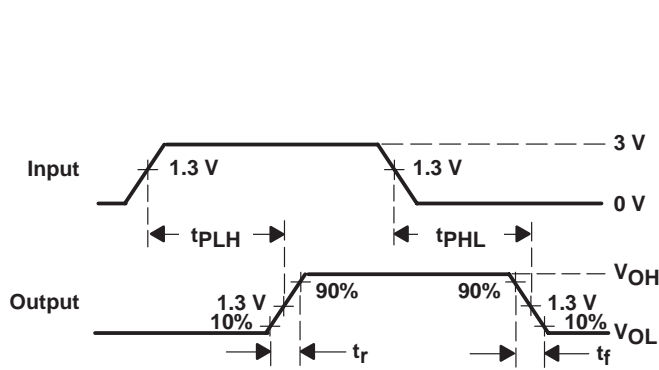 3 V
Input 1.3 V 1.3 V
0 V
tPLH tPHL
VOH
90% 90%
Output 1.3 V 1.3 V
10% 10%
VOL
tr tf